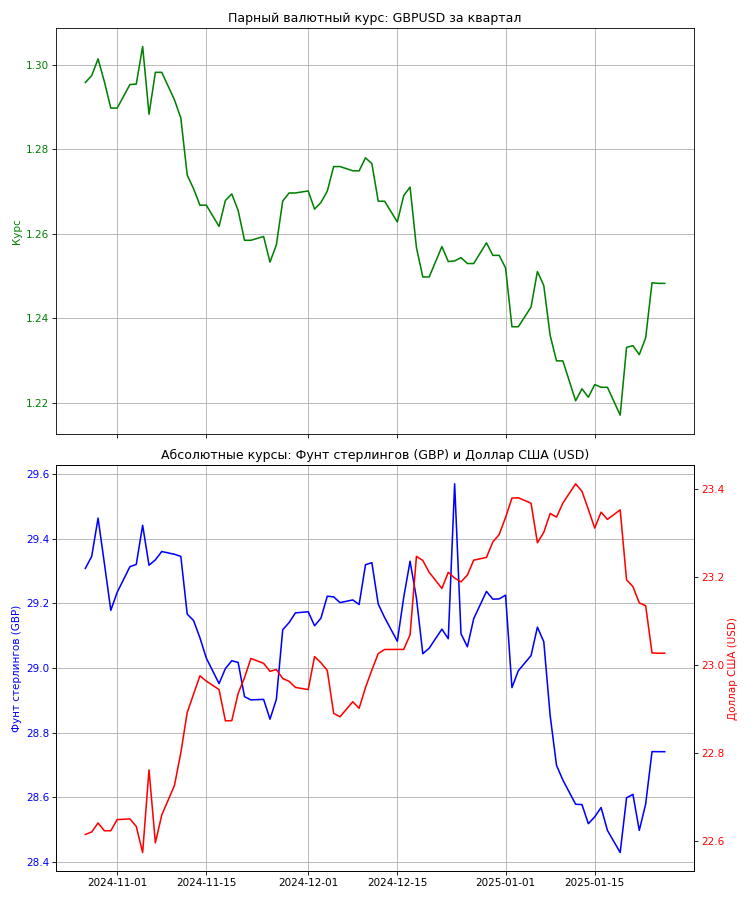 Парный валютный курс: GBPUSD за квартал
1.30
1.28
1.26
1.24
1.22
Курс
Абсолютные курсы: Фунт стерлингов (GBP) и Доллар США (USD)
29.6
29.4
29.2
29.0
28.8
28.6
28.4
Фунт стерлингов (GBP)
23.4
23.2
23.0
22.8
22.6
Доллар США (USD)
2024-11-01 2024-11-15 2024-12-01 2024-12-15 2025-01-01 2025-01-15